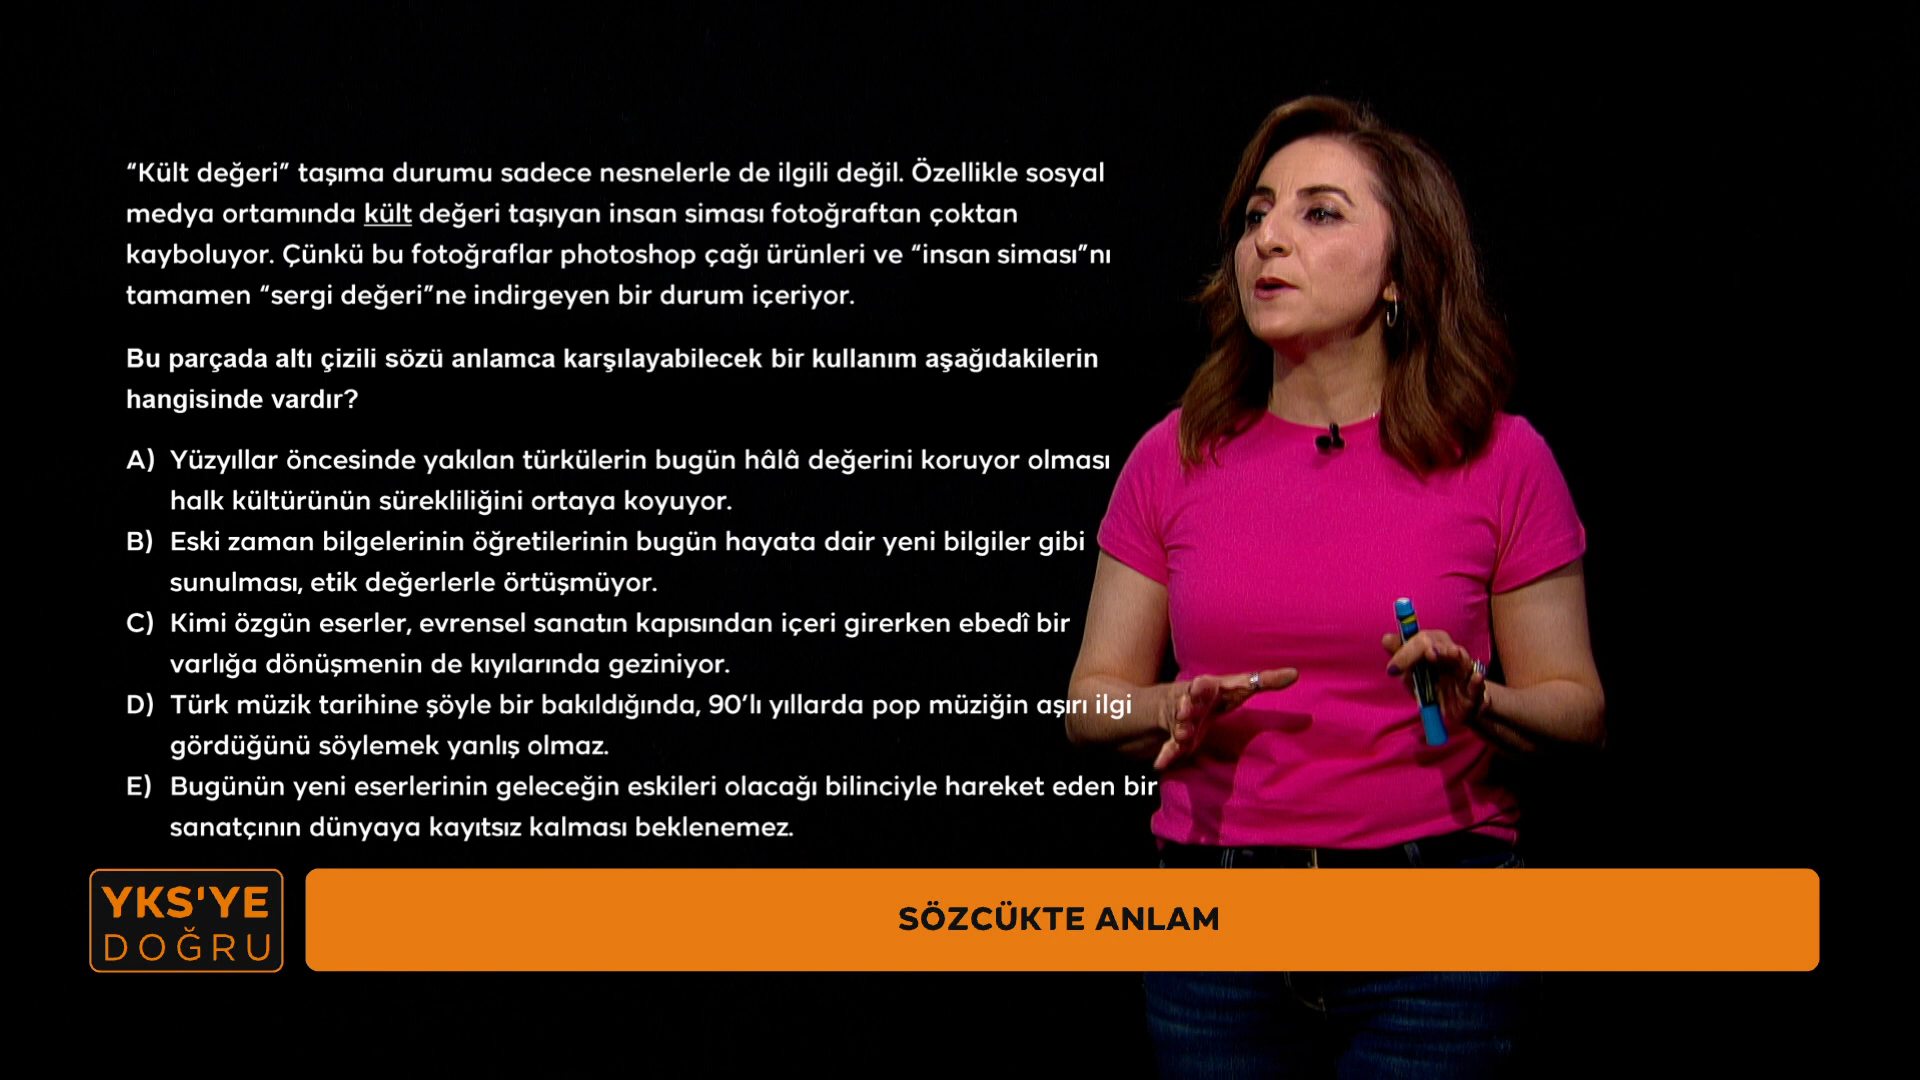 “Kült değeri” taşıma durumu sadece nesnelerle de ilgili değil. Özellikle sosyal
medya ortamında kült değeri taşıyan insan siması fotoğraftan çoktan
kayboluyor. Çünkü bu fotoğraflar photoshop çağı ürünleri ve “insan siması”nı
tamamen “sergi değeri”ne indirgeyen bir durum içeriyor.
Bu parçada altı çizili sözü anlamca karşılayabilecek bir kullanım aşağıdakilerin
hangisinde vardır?
A) Yüzyıllar öncesinde yakılan türkülerin bugün hâlâ değerini koruyor olması
halk kültürünün sürekliliğini ortaya koyuyor.
B) Eski zaman bilgelerinin öğretilerinin bugün hayata dair yeni bilgiler gibi
sunulması, etik değerlerle örtüşmüyor.
C) Kimi özgün eserler, evrensel sanatın kapısından içeri girerken ebedî bir
varlığa dönüşmenin de kıyılarında geziniyor.
D) Türk müzik tarihine şöyle bir bakıldığında, 90’lı yıllarda pop müziğin aşırı ilgi
gördüğünü söylemek yanlış olmaz.
E) Bugünün yeni eserlerinin geleceğin eskileri olacağı bilinciyle hareket eden bir
sanatçının dünyaya kayıtsız kalması beklenemez.
YKS'YE
DOĞRU
SÖZCÜKTE ANLAM